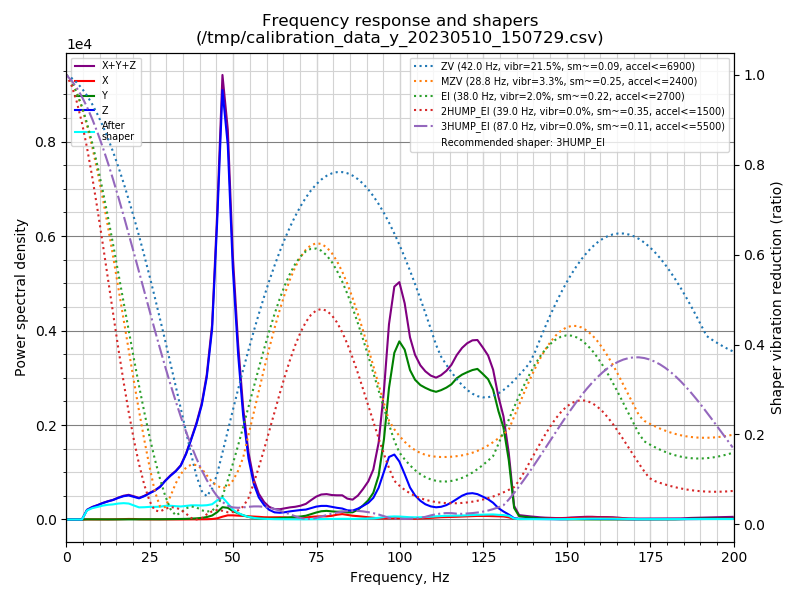 Frequency response and shapers
(/tmp/calibration_data_y_20230510_150729.csv)
1e4
X+Y+Z
X
Y
Z
After
shaper
ZV (42.0 Hz, vibr=21.5%, sm~=0.09, accel<=6900)
MZV (28.8 Hz, vibr=3.3%, sm~=0.25, accel<=2400)
EI (38.0 Hz, vibr=2.0%, sm~=0.22, accel<=2700)
2HUMP_EI (39.0 Hz, vibr=0.0%, sm~=0.35, accel<=1500)
3HUMP_EI (87.0 Hz, vibr=0.0%, sm~=0.11, accel<=5500)
Recommended shaper: 3HUMP_EI
Power spectral density
0.8
0.6
0.4
0.2
0.0
1.0
0.8
0.6
0.4
0.2
0.0
Shaper vibration reduction (ratio)
0 25 50 75 100 125 150 175 200
Frequency, Hz